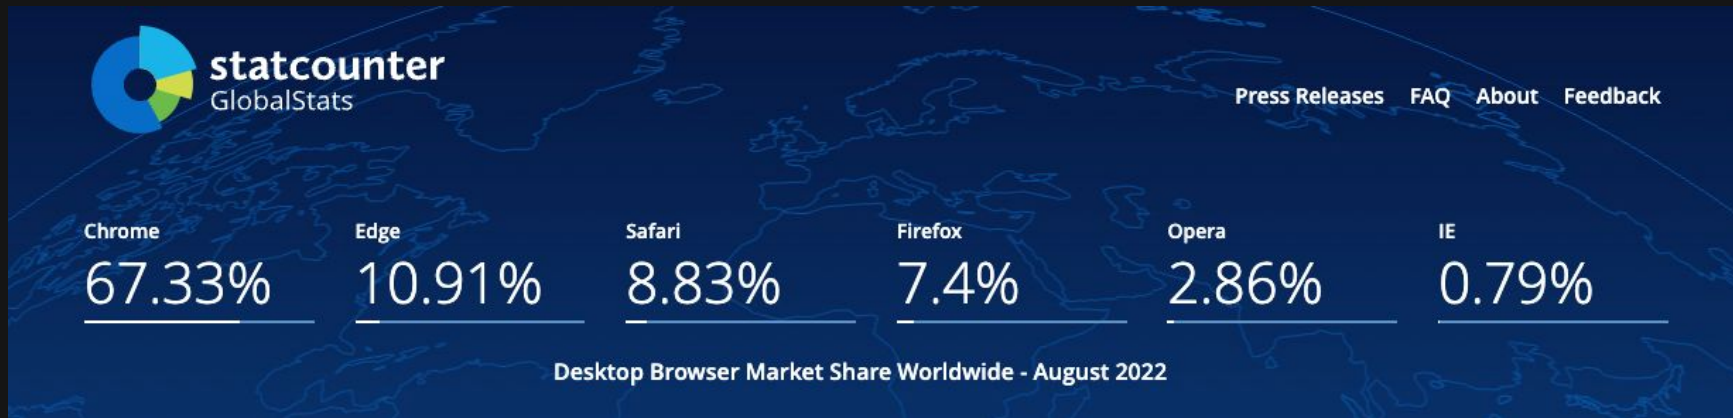 statcounter
GlobalStats
Press Releases FAQ About Feedback
Chrome Edge Safari Firefox Opera IE
67.33% 10.91% 8.83% 7.4% 2.86% 0.79%
Desktop Browser Market Share Worldwide - August 2022